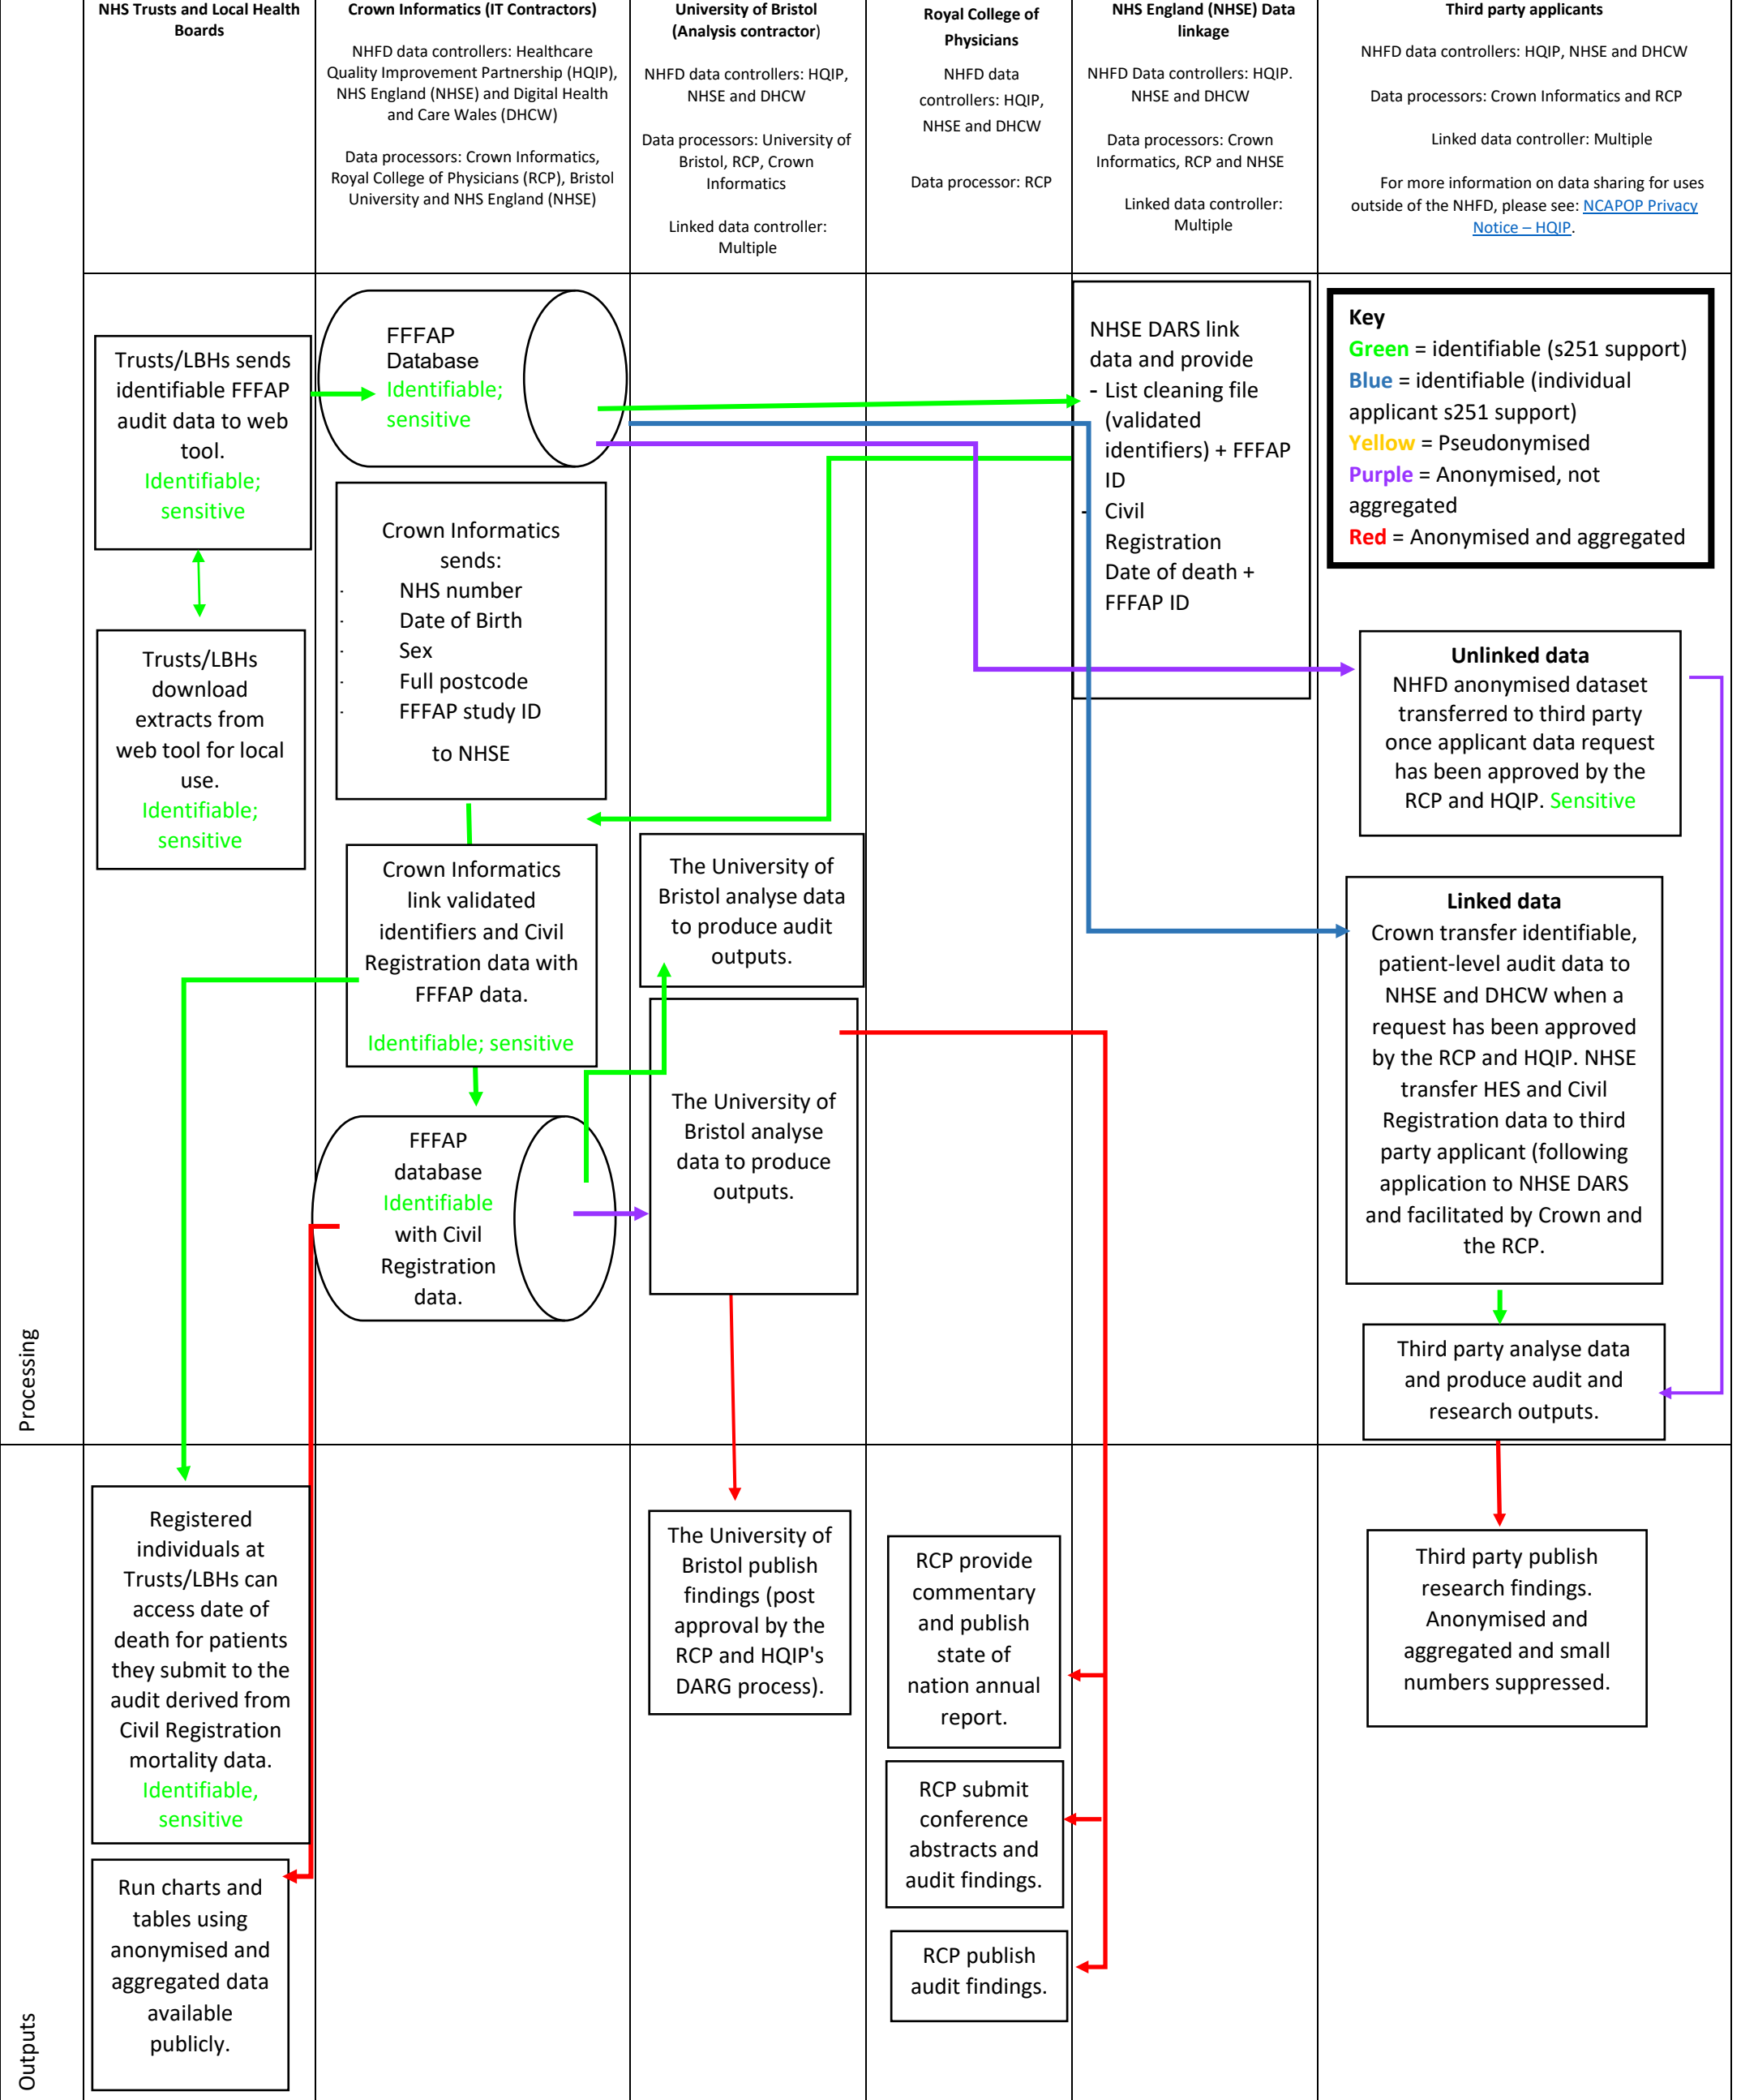 NHS Trusts and Local Health
Boards
Crown Informatics (IT Contractors)
NHFD data controllers: Healthcare
Quality Improvement Partnership (HQIP),
NHS England (NHSE) and Digital Health
and Care Wales (DHCW)
Data processors: Crown Informatics,
Royal College of Physicians (RCP), Bristol
University and NHS England (NHSE)
University of Bristol
(Analysis contractor)
NHFD data controllers: HQIP,
NHSE and DHCW
Data processors: University of
Bristol, RCP, Crown
Informatics
Linked data controller:
Multiple
Royal College of
Physicians
NHFD data
controllers: HQIP,
NHSE and DHCW
Data processor: RCP
NHS England (NHSE) Data
linkage
NHFD Data controllers: HQIP.
NHSE and DHCW
Data processors: Crown
Informatics, RCP and NHSE
Linked data controller:
Multiple
Third party applicants
NHFD data controllers: HQIP, NHSE and DHCW
Data processors: Crown Informatics and RCP
Linked data controller: Multiple
For more information on data sharing for uses
outside of the NHFD, please see: NCAPOP Privacy
Notice – HQIP.
Processing
Trusts/LBHs sends
identifiable FFFAP
audit data to web
tool.
Identifiable;
sensitive
Trusts/LBHs
download
extracts from
web tool for local
use.
Identifiable;
sensitive
FFFAP
Database
Identifiable;
sensitive
Crown Informatics
sends:
· NHS number
· Date of Birth
· Sex
· Full postcode
· FFFAP study ID
to NHSE
Crown Informatics
link validated
identifiers and Civil
Registration data with
FFFAP data.
Identifiable; sensitive
FFFAP
database
Identifiable
with Civil
Registration
data.
The University of
Bristol analyse data
to produce audit
outputs.
The University of
Bristol analyse
data to produce
outputs.
NHSE DARS link
data and provide
- List cleaning file
(validated
identifiers) + FFFAP
ID
- Civil
Registration
Date of death +
FFFAP ID
Key
Green = identifiable (s251 support)
Blue = identifiable (individual
applicant s251 support)
Yellow = Pseudonymised
Purple = Anonymised, not
aggregated
Red = Anonymised and aggregated
Unlinked data
NHFD anonymised dataset
transferred to third party
once applicant data request
has been approved by the
RCP and HQIP. Sensitive
Linked data
Crown transfer identifiable,
patient-level audit data to
NHSE and DHCW when a
request has been approved
by the RCP and HQIP. NHSE
transfer HES and Civil
Registration data to third
party applicant (following
application to NHSE DARS
and facilitated by Crown and
the RCP.
Third party analyse data
and produce audit and
research outputs.
Outputs
Registered
individuals at
Trusts/LBHs can
access date of
death for patients
they submit to the
audit derived from
Civil Registration
mortality data.
Identifiable,
sensitive
Run charts and
tables using
anonymised and
aggregated data
available
publicly.
The University of
Bristol publish
findings (post
approval by the
RCP and HQIP's
DARG process).
RCP provide
commentary
and publish
state of
nation annual
report.
RCP submit
conference
abstracts and
audit findings.
RCP publish
audit findings.
Third party publish
research findings.
Anonymised and
aggregated and small
numbers suppressed.